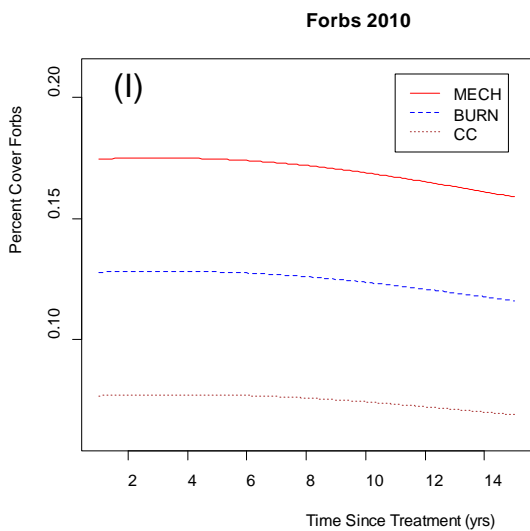 Forbs 2010
(I)
MECH
BURN
CC
Percent Cover Forbs
0.20
0.15
0.10
2 4 6 8 10 12 14
Time Since Treatment (yrs)